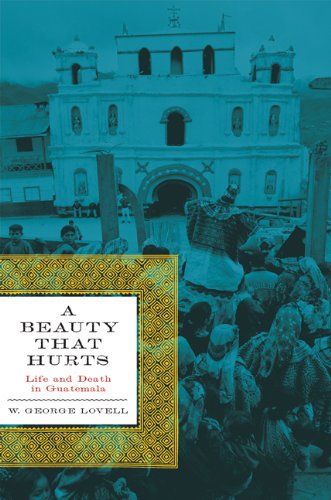 A
BEAUTY
THAT
HURTS
Life and Death
in Guatemala
W. GEORGE LOVELL